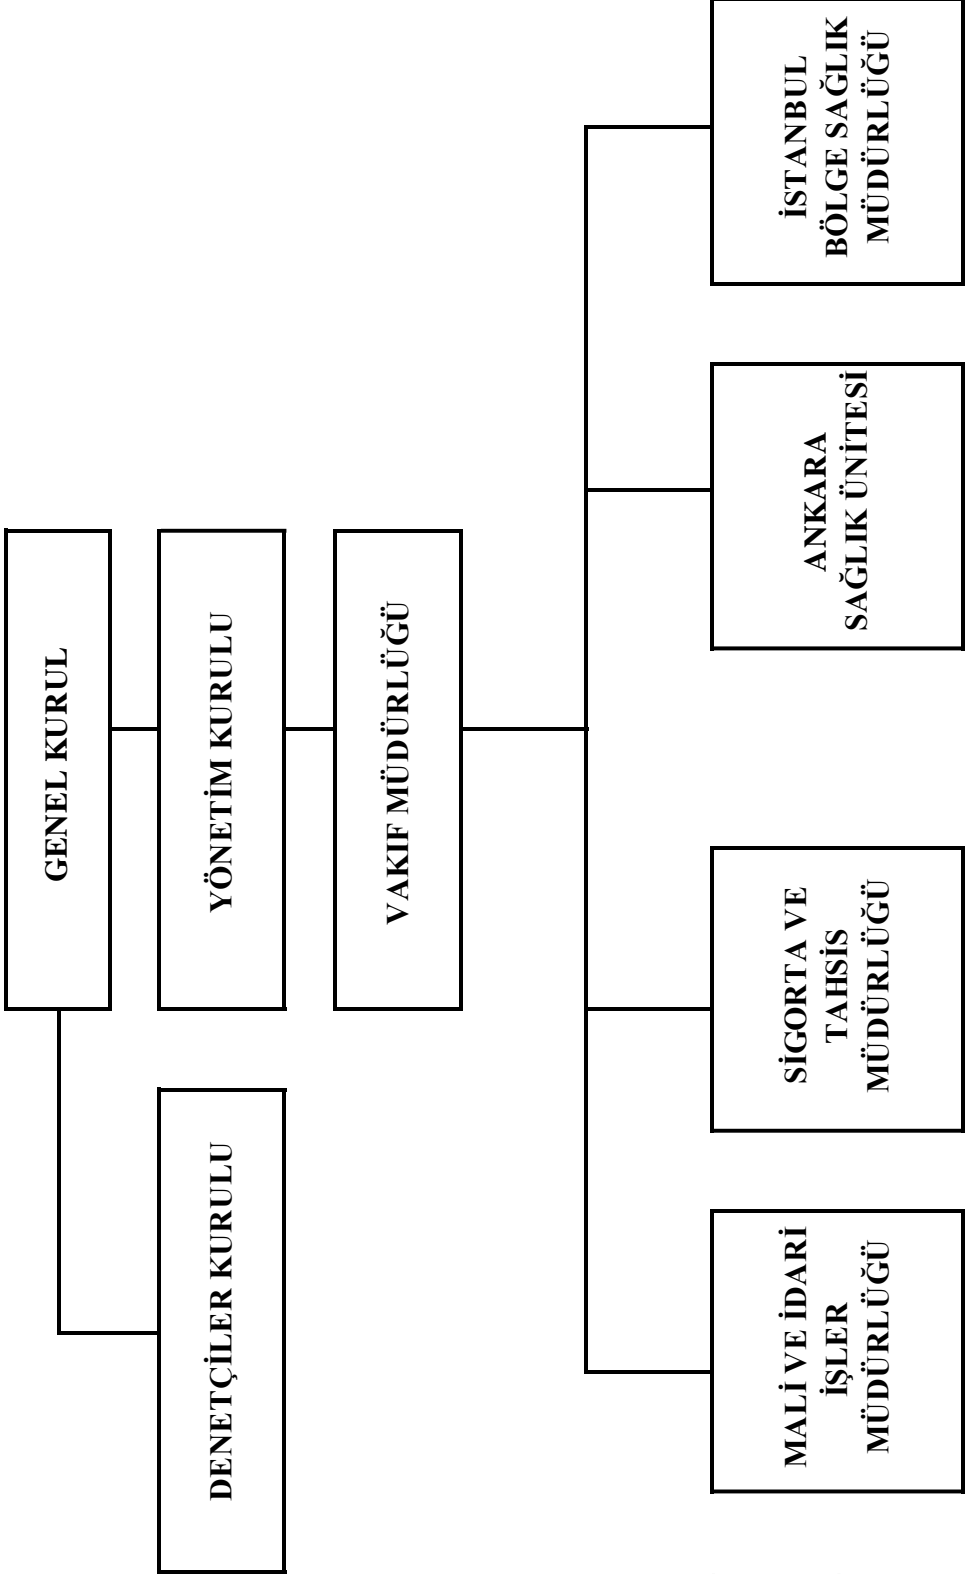 GENEL KURUL
DENETÇİLER KURULU
YÖNETİM KURULU
VAKIF MÜDÜRLÜĞÜ
MALİ VE İDARİ
İŞLER
MÜDÜRLÜĞÜ
SİGORTA VE
TAHSİS
MÜDÜRLÜĞÜ
ANKARA
SAĞLIK ÜNİTESİ
İSTANBUL
BÖLGE SAĞLIK
MÜDÜRLÜĞÜ